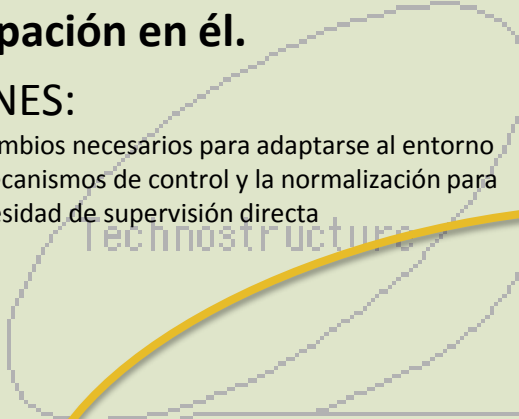 pación en él.
NES:
mbios necesarios para adaptarse al entorno
canismos de control y la normalización para
esidad de supervisión directa
Technostructure